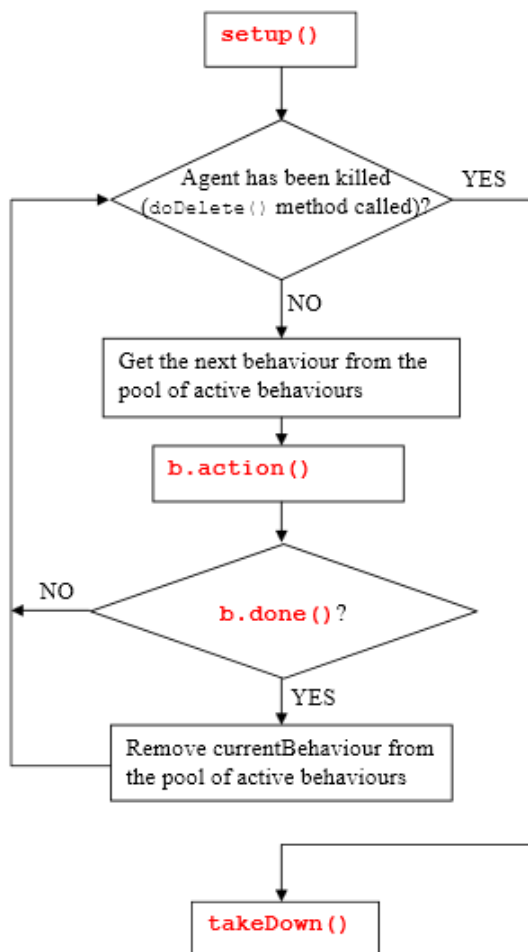 setup()
Agent has been killed
YES
(doDelete() method called)?
NO
Get the next behaviour from the
pool of active behaviours
b.action()
NO
b.done()?
YES
Remove currentBehaviour from
the pool of active behaviours
takeDown()